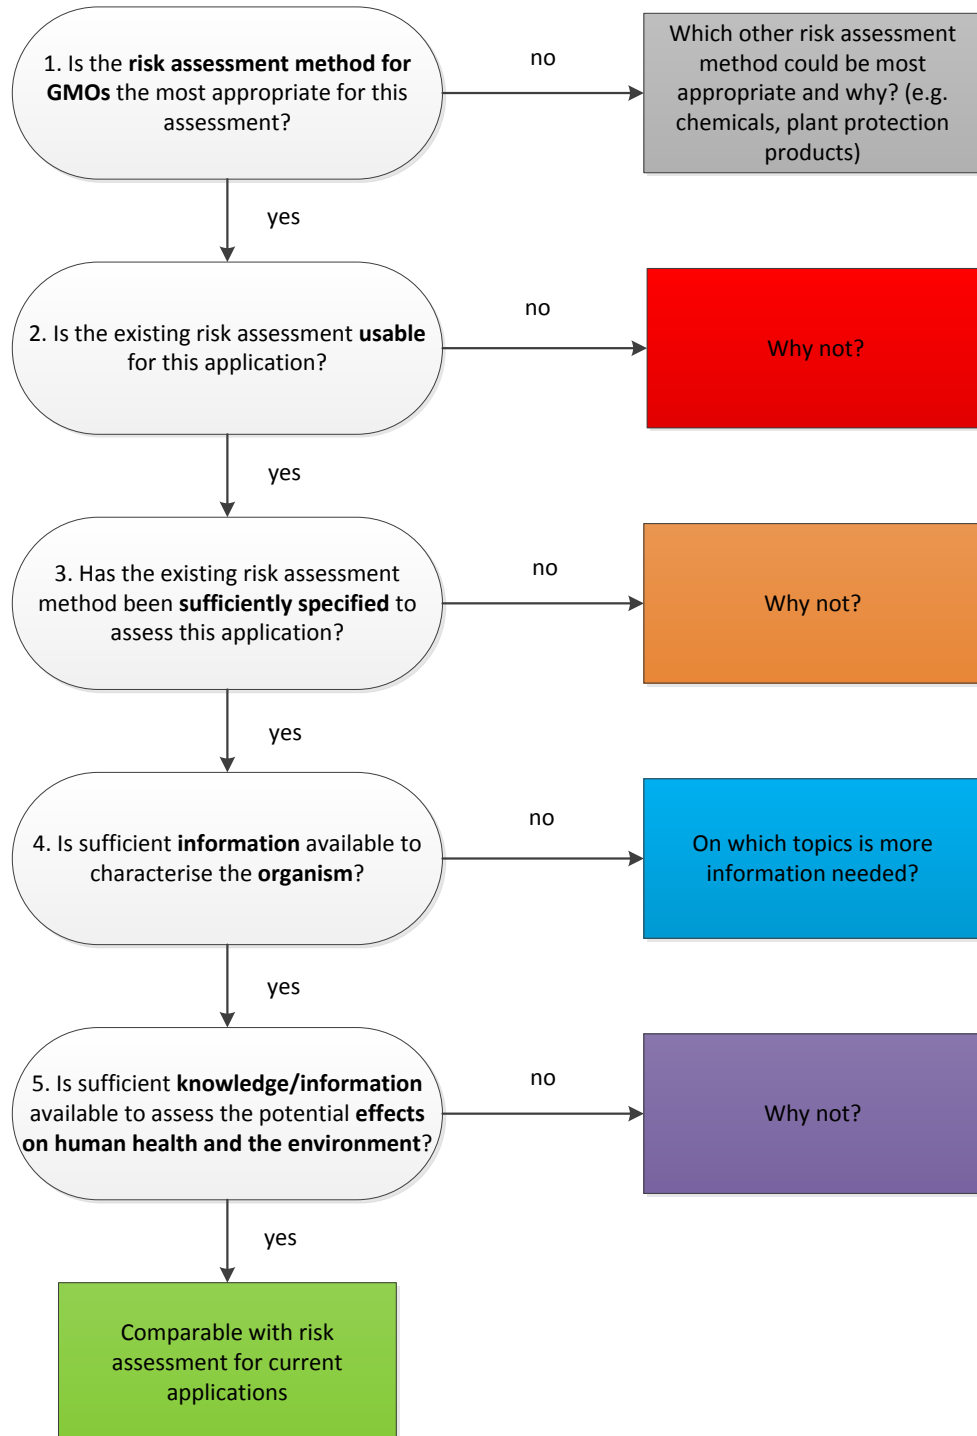 1. Is the risk assessment method for
GMOs the most appropriate for this
assessment?
no
Which other risk assessment
method could be most
appropriate and why? (e.g.
chemicals, plant protection
products)
yes
2. Is the existing risk assessment usable
for this application?
no
Why not?
yes
3. Has the existing risk assessment
method been sufficiently specified to
assess this application?
no
Why not?
yes
4. Is sufficient information available to
characterise the organism?
no
On which topics is more
information needed?
yes
5. Is sufficient knowledge/information
available to assess the potential effects
on human health and the environment?
no
Why not?
yes
Comparable with risk
assessment for current
applications